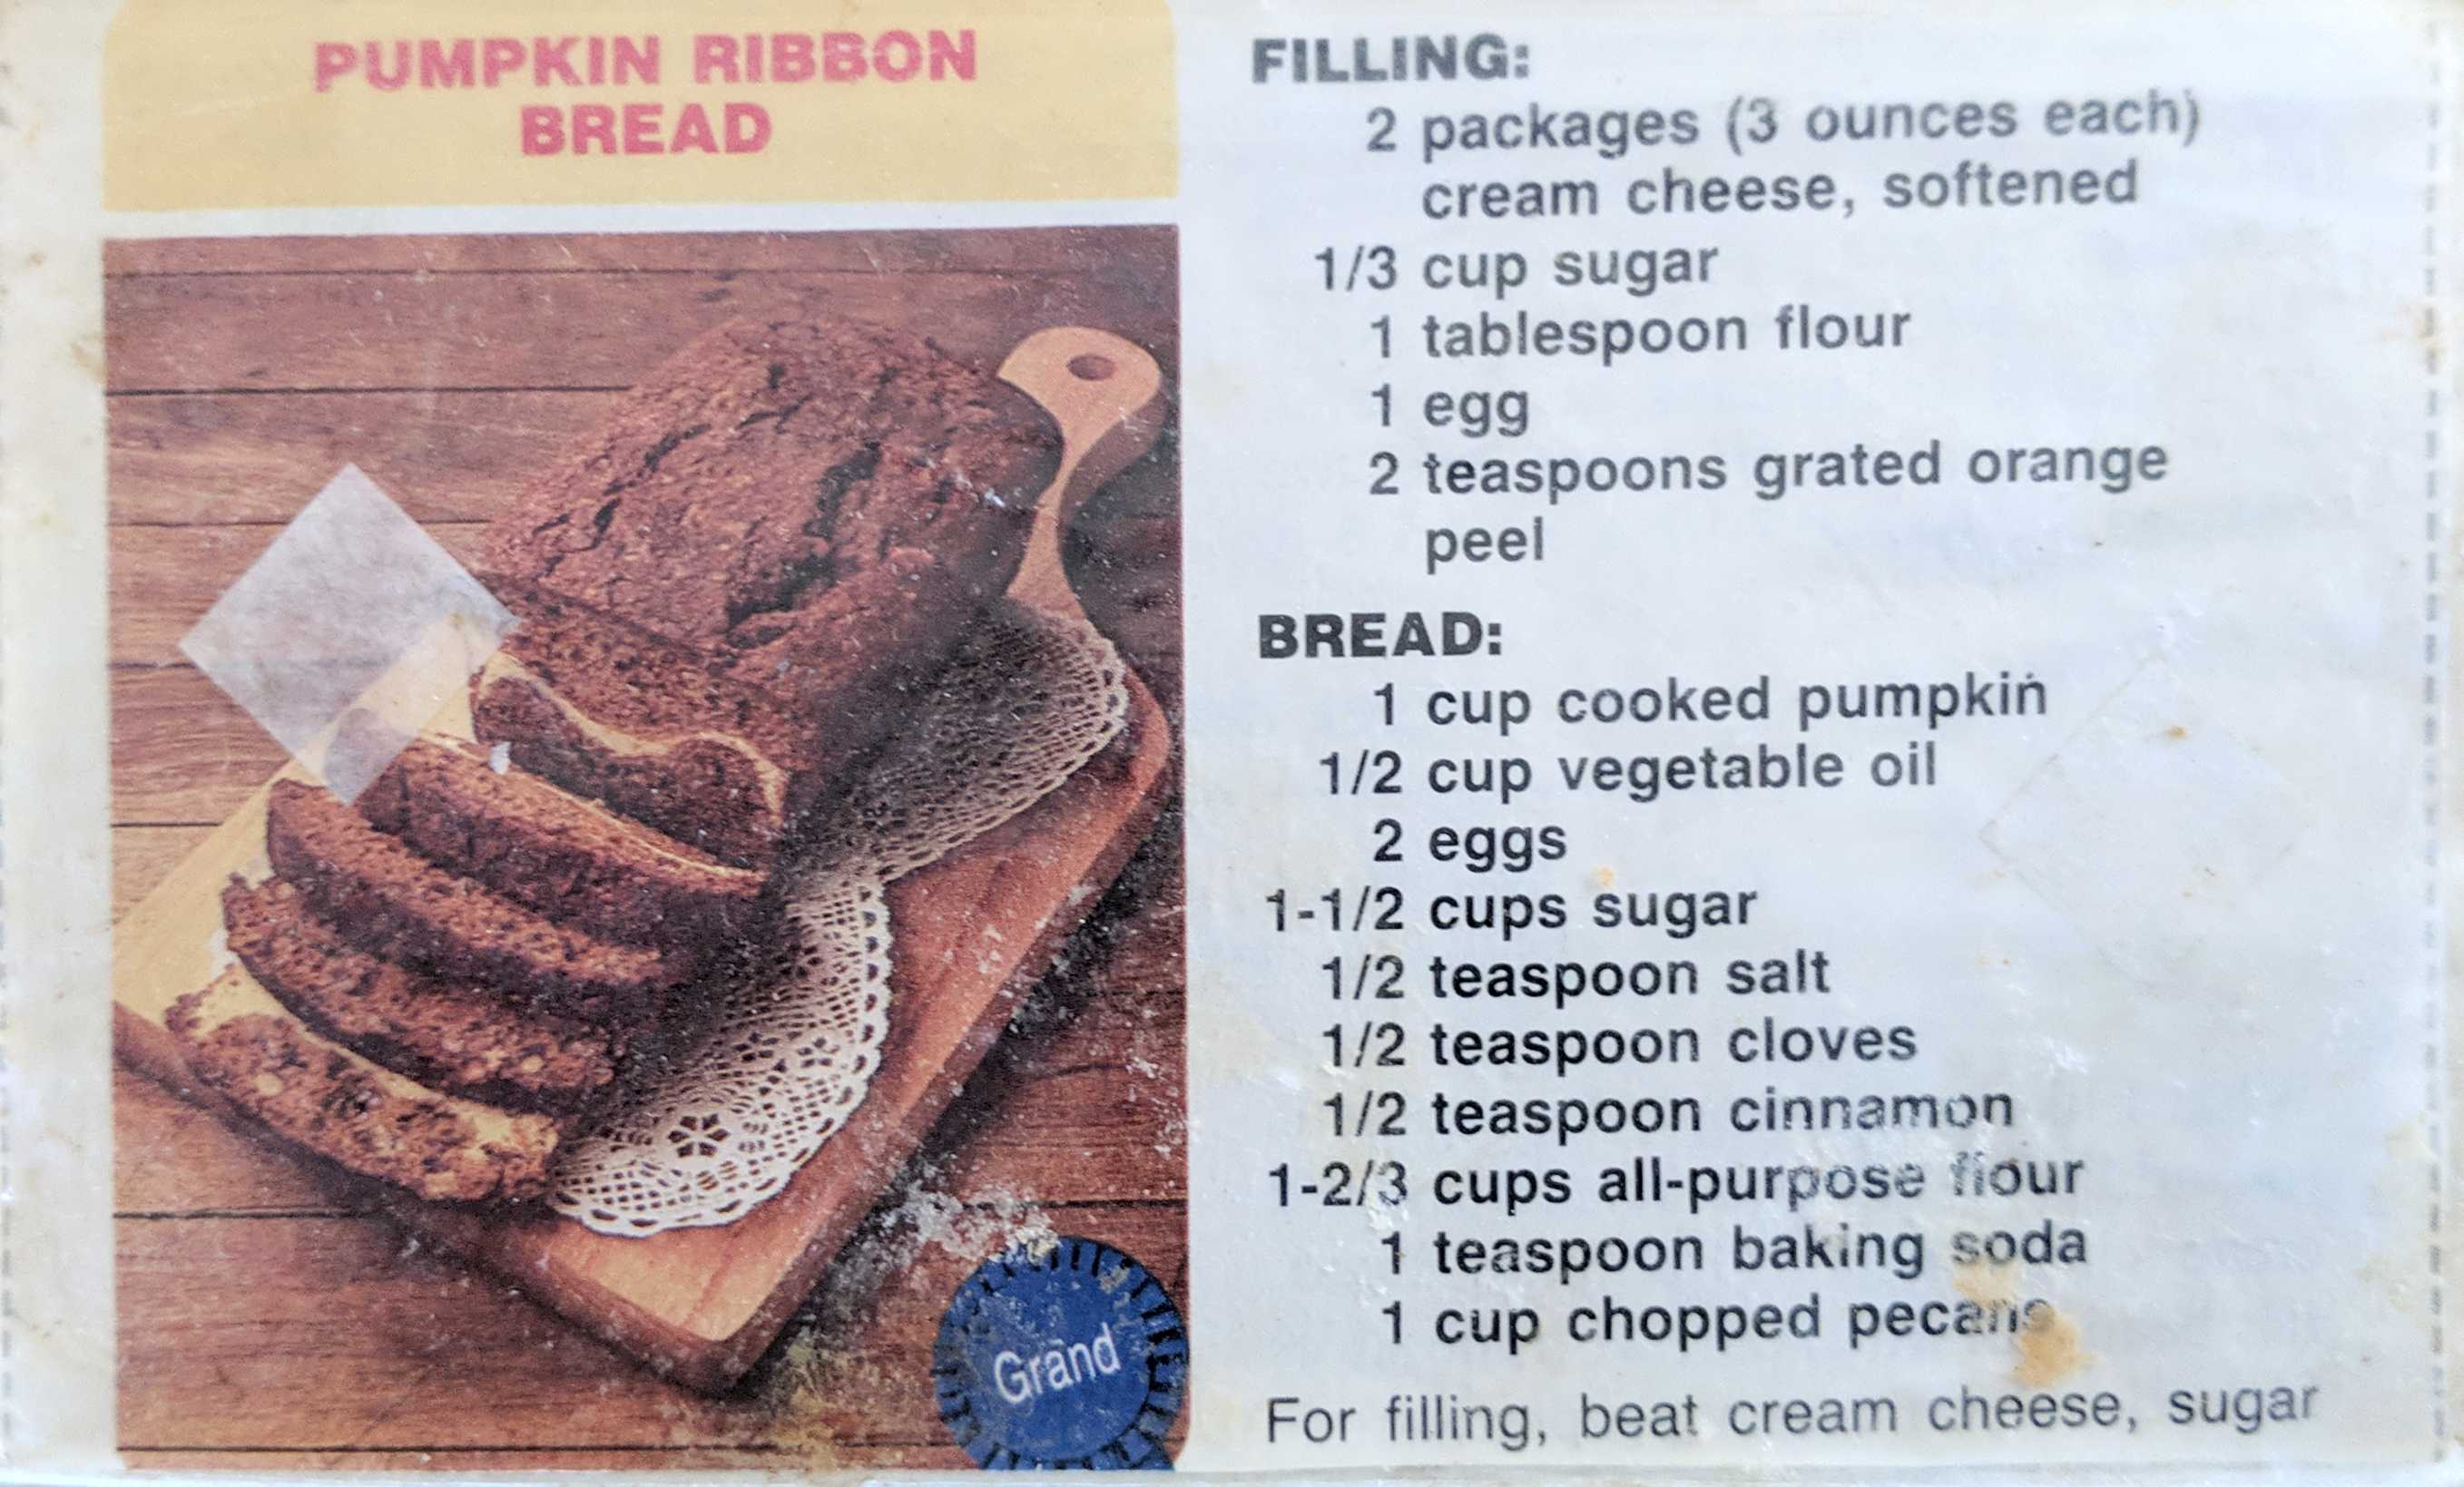 PUMPKIN RIBBON
BREAD
Grand
FILLING:
2 packages (3 ounces each)
cream cheese, softened
1/3 cup sugar
1 tablespoon flour
1 egg
2 teaspoons grated orange
peel
BREAD:
1 cup cooked pumpkin
1/2 cup vegetable oil
2 eggs
1-1/2 cups sugar
1/2 teaspoon salt
1/2 teaspoon cloves
1/2 teaspoon cinnamon
1-2/3 cups all-purpose flour
1 teaspoon baking soda
1 cup chopped pecans
For filling, beat cream cheese, sugar